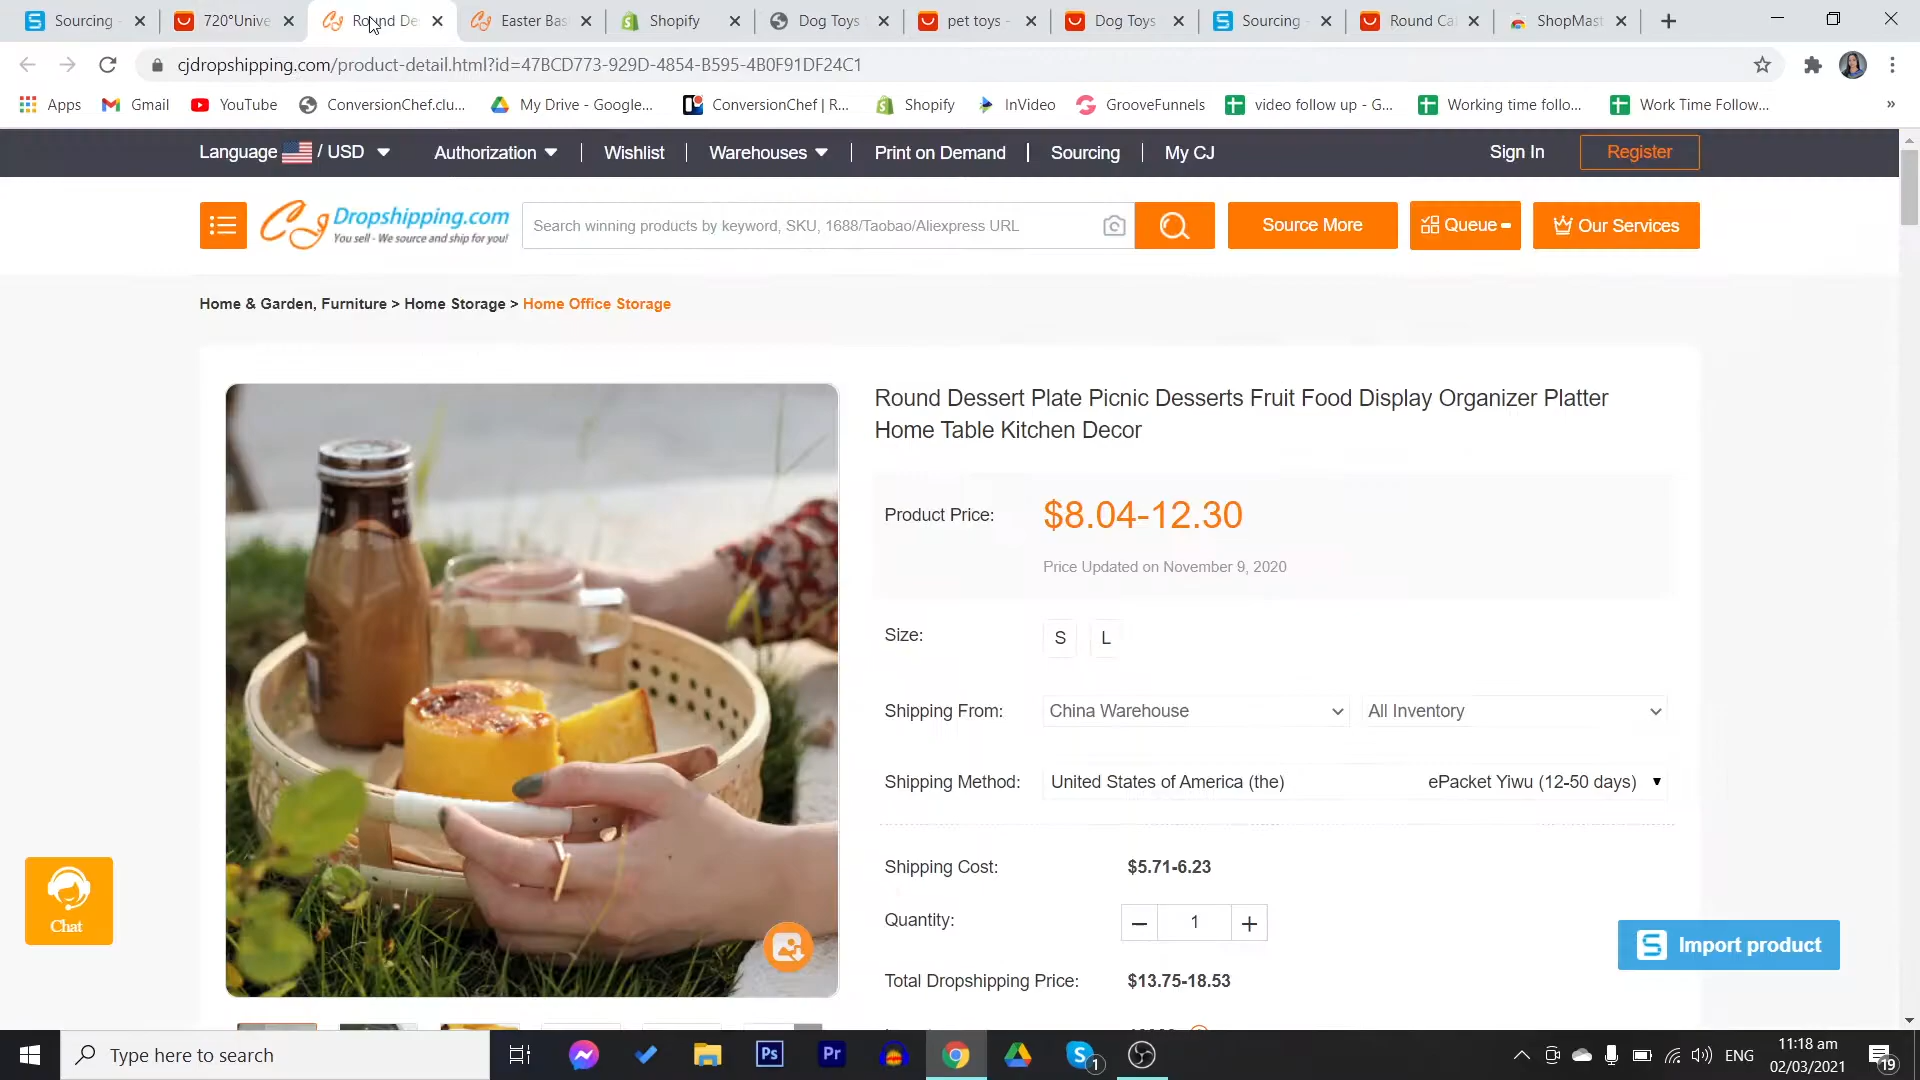 Sourcing -
720°Unive
Round De
Easter Bas
Shopify
Dog Toys
pet toys -
Dog Toys
Sourcing -
Round Ca
ShopMast
cjdropshipping.com/product-detail.html?id=47BCD773-929D-4854-B595-4B0F91DF24C1
Apps
Gmail
YouTube
ConversionChef.clu...
My Drive - Google...
ConversionChef | R...
Shopify
InVideo
GrooveFunnels
video follow up - G...
Working time follo...
Work Time Follow...
»
Language / USD
Authorization
Wishlist
Warehouses
Print on Demand
Sourcing
My CJ
Sign In
Register
CJ Dropshipping.com
You sell - We source and ship for you!
Search winning products by keyword, SKU, 1688/Taobao/Aliexpress URL
Source More
Queue
Our Services
Home & Garden, Furniture > Home Storage > Home Office Storage
Round Dessert Plate Picnic Desserts Fruit Food Display Organizer Platter
Home Table Kitchen Decor
Product Price: $8.04-12.30
Price Updated on November 9, 2020
Size: S L
Shipping From: China Warehouse All Inventory
Shipping Method: United States of America (the) ePacket Yiwu (12-50 days)
Shipping Cost: $5.71-6.23
Quantity: 1
Total Dropshipping Price: $13.75-18.53
Chat
Import product
Type here to search
Ps
Pr
1
ENG
11:18 am
02/03/2021
19